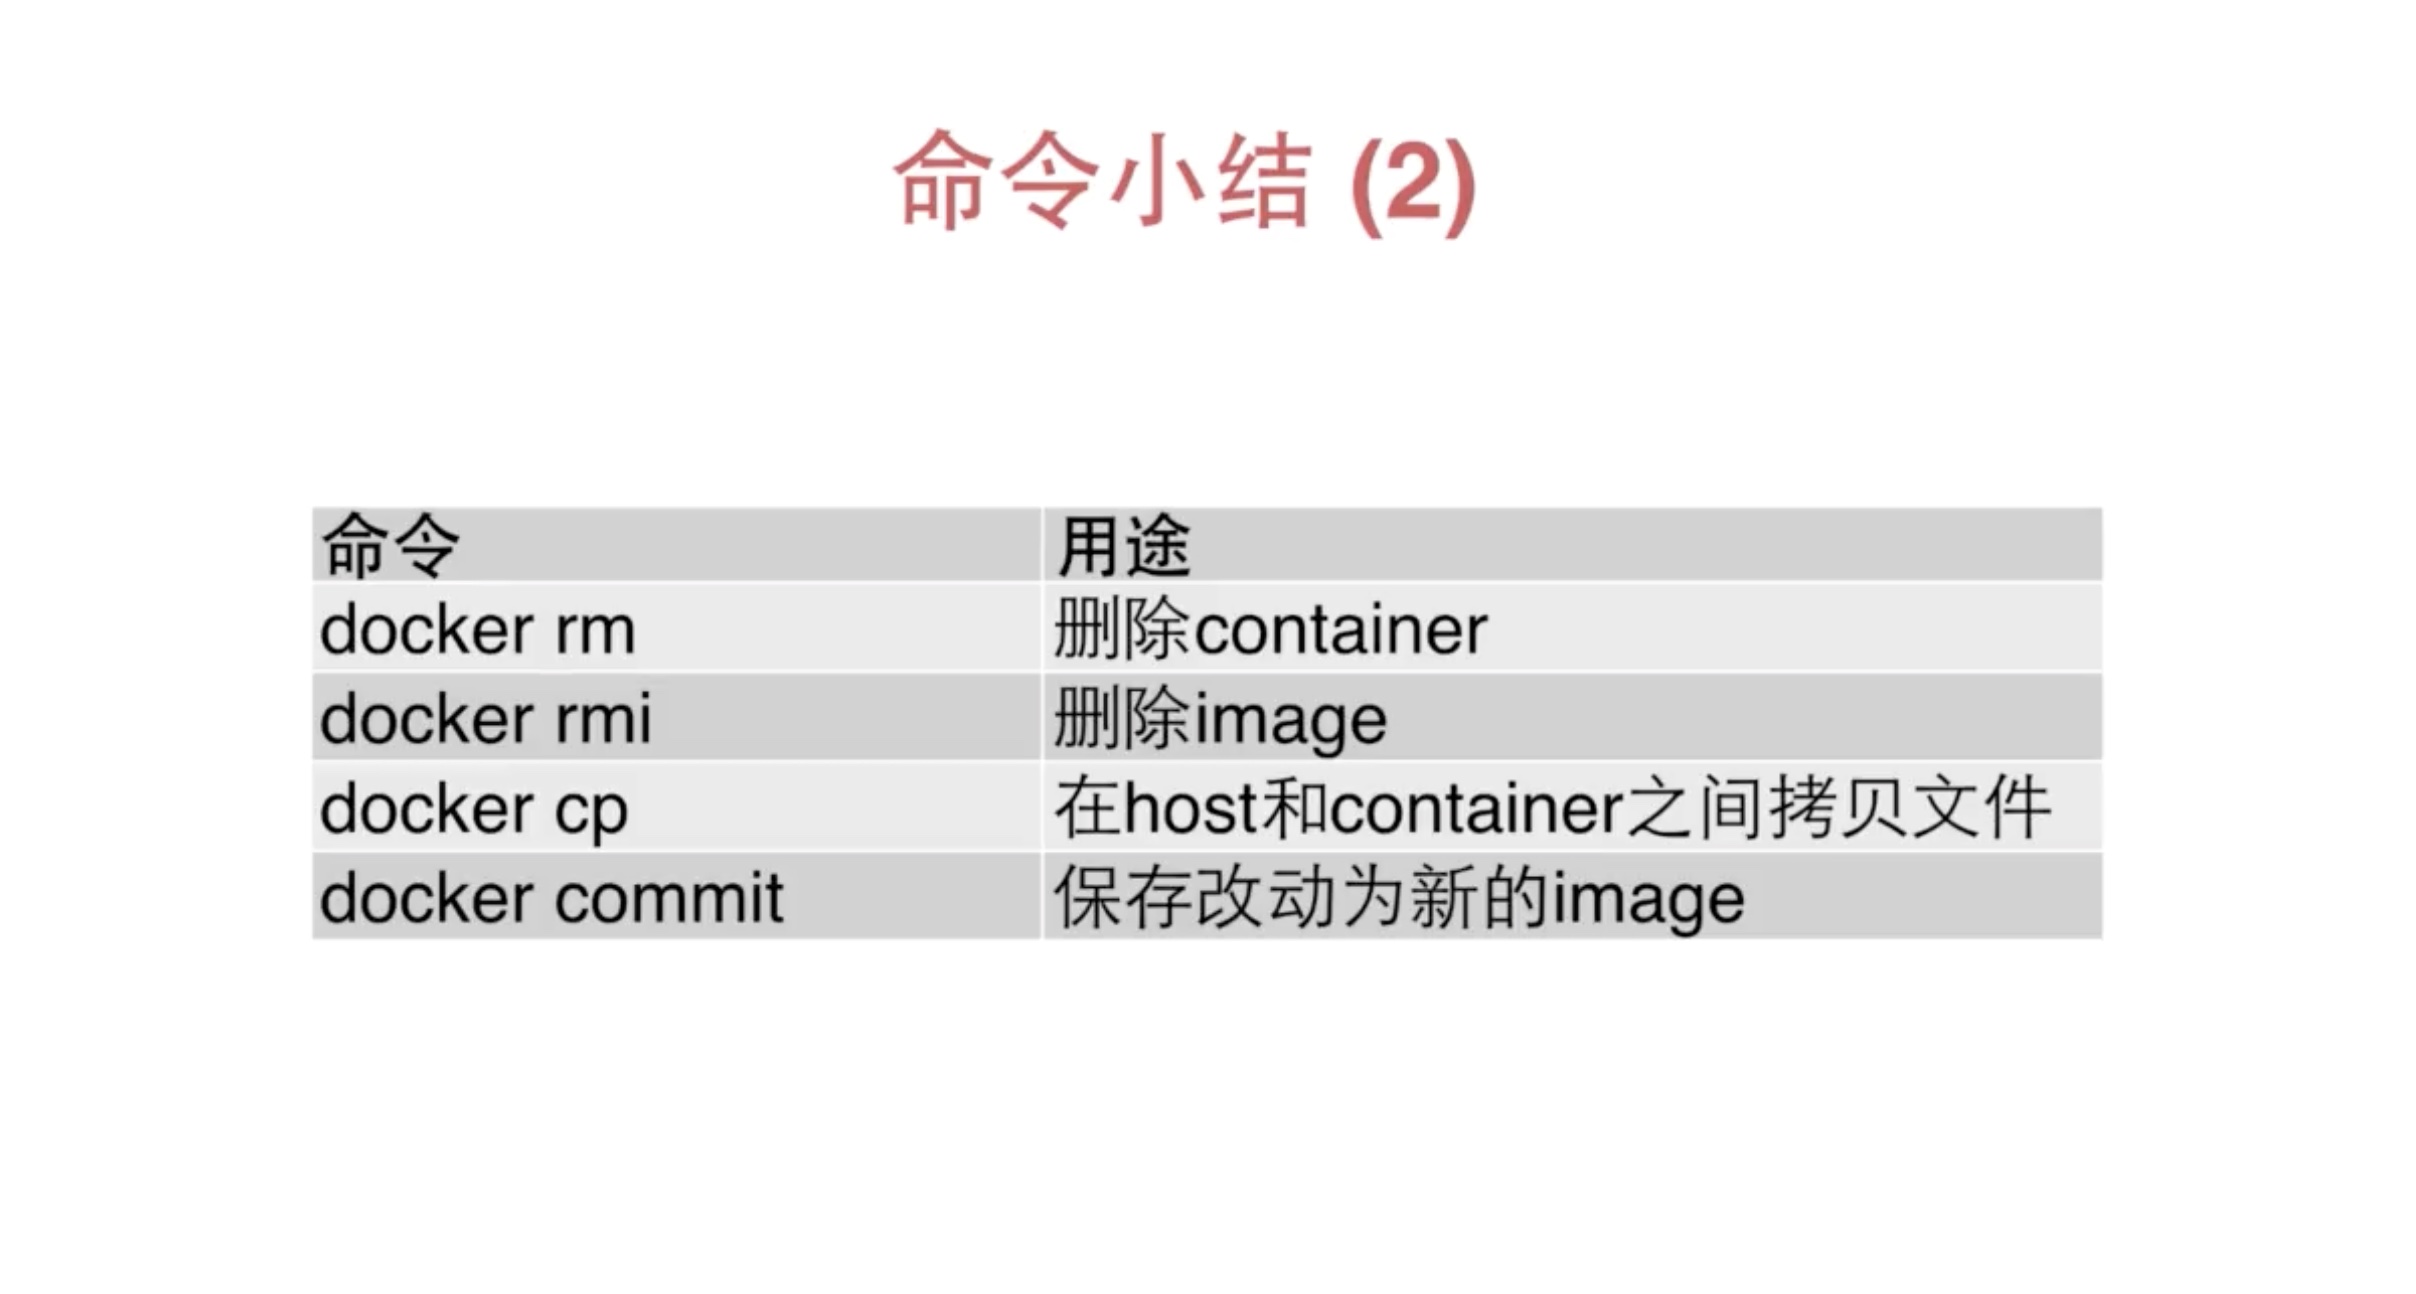 命令小结 (2)
命令 用途
docker rm 删除container
docker rmi 删除image
docker cp 在host和container之间拷贝文件
docker commit 保存改动为新的image